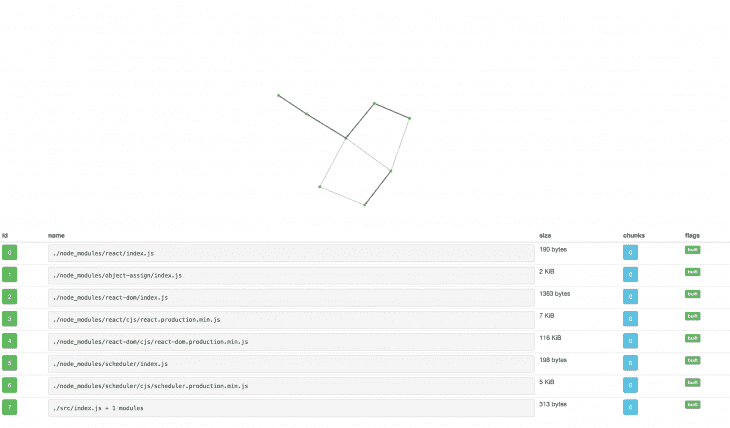 id name size chunks flags
0 ./node_modules/react/index.js 190 bytes 0 built
1 ./node_modules/object-assign/index.js 2 KiB 0 built
2 ./node_modules/react-dom/index.js 1363 bytes 0 built
3 ./node_modules/react/cjs/react.production.min.js 7 KiB 0 built
4 ./node_modules/react-dom/cjs/react-dom.production.min.js 116 KiB 0 built
5 ./node_modules/scheduler/index.js 198 bytes 0 built
6 ./node_modules/scheduler/cjs/scheduler.production.min.js 5 KiB 0 built
7 ./src/index.js + 1 modules 313 bytes 0 built